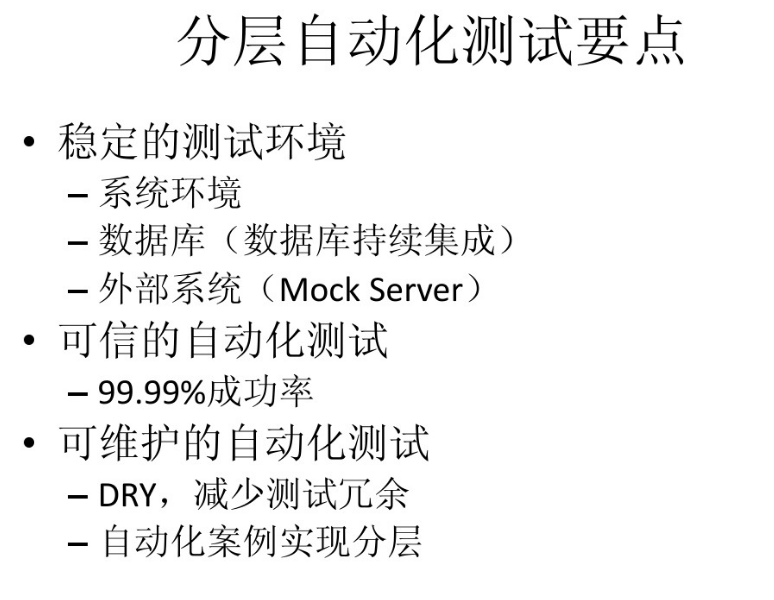 分层自动化测试要点
• 稳定的测试环境
– 系统环境
– 数据库（数据库持续集成）
– 外部系统（Mock Server）
• 可信的自动化测试
– 99.99%成功率
• 可维护的自动化测试
– DRY，减少测试冗余
– 自动化案例实现分层